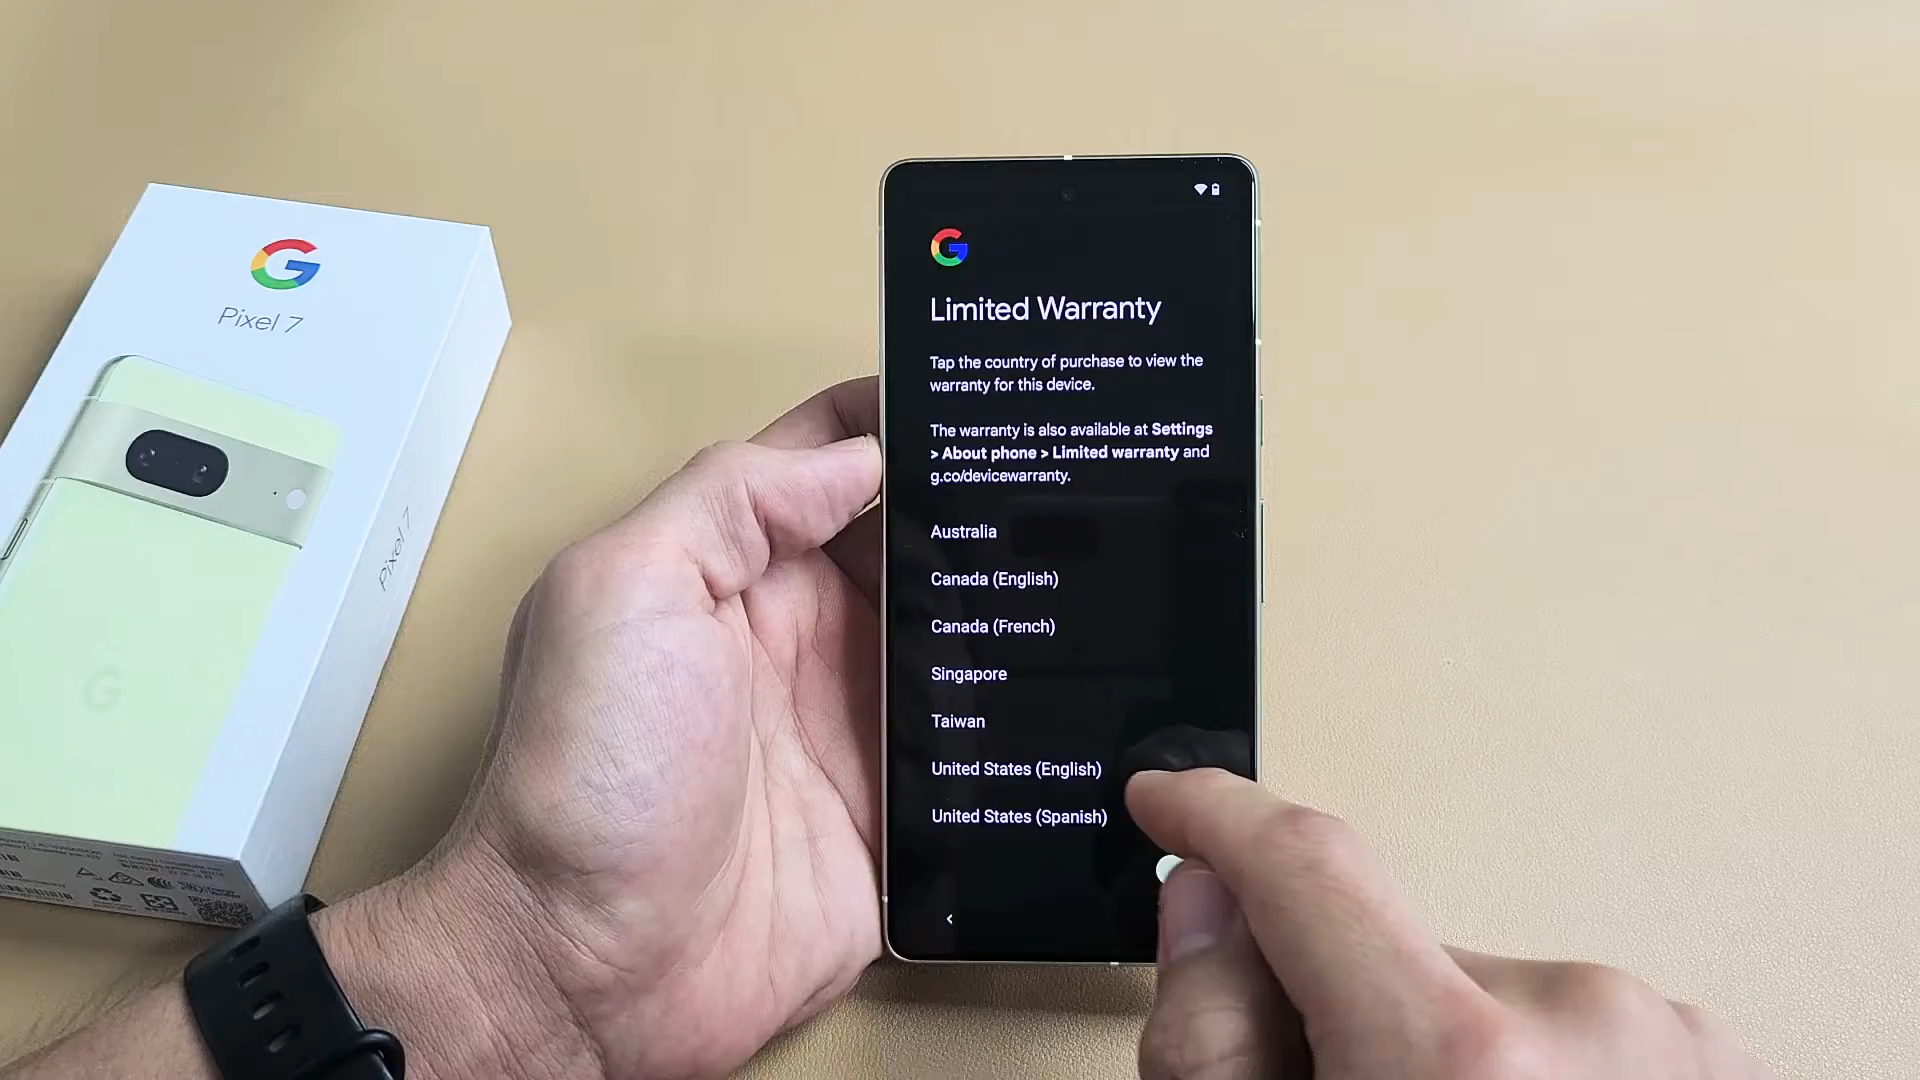 Pixel 7
Pixel 7
Limited Warranty
Tap the country of purchase to view the
warranty for this device.
The warranty is also available at Settings
> About phone > Limited warranty and
g.co/devicewarranty.
Australia
Canada (English)
Canada (French)
Singapore
Taiwan
United States (English)
United States (Spanish)